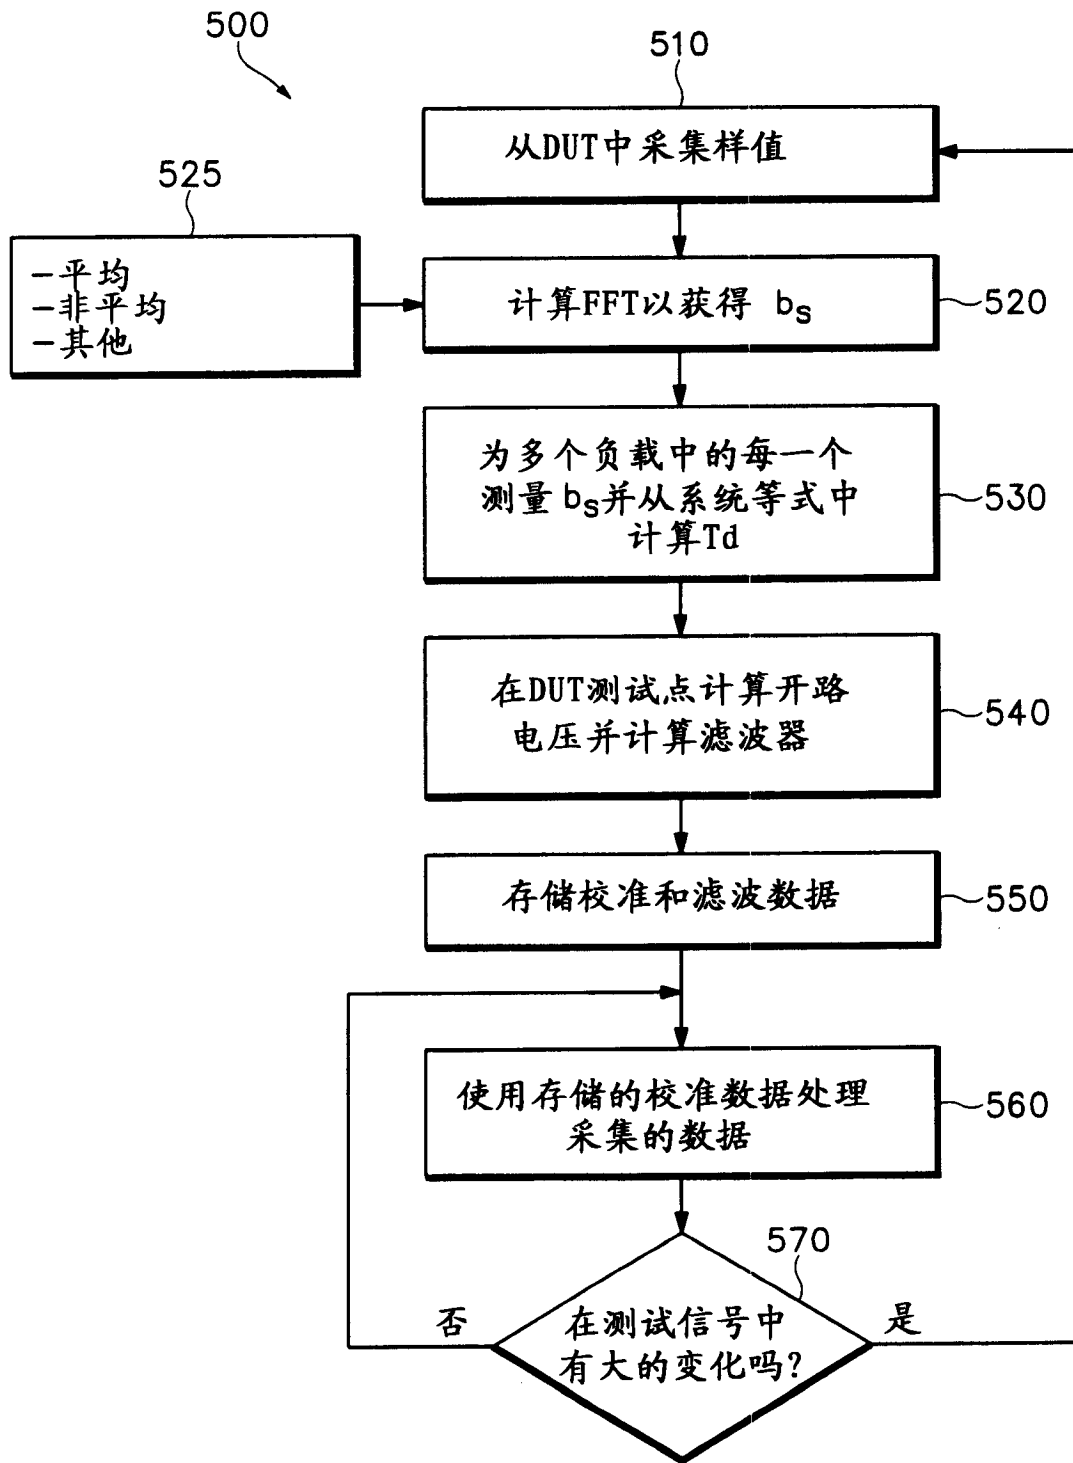 500
510
从DUT中采集样值
525
-平均
-非平均
-其他
计算FFT以获得 bs
520
为多个负载中的每一个
测量bs并从系统等式中
计算Td
530
在DUT测试点计算开路
电压并计算滤波器
540
存储校准和滤波数据
550
使用存储的校准数据处理
采集的数据
560
570
否
在测试信号中
有大的变化吗?
是